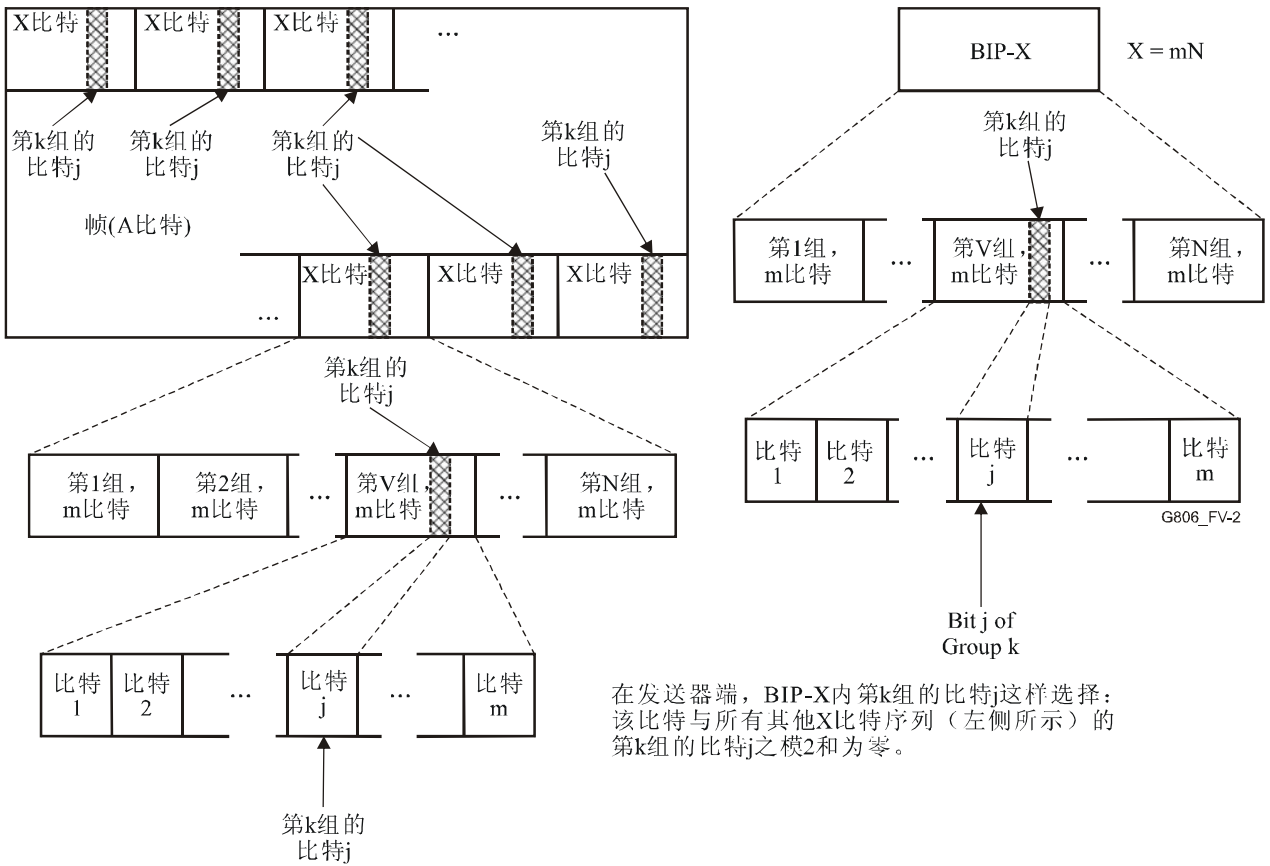 X比特
X比特
X比特
...
第k组的
比特j
第k组的
比特j
第k组的
比特j
第k组的
比特j
帧(A比特)
...
X比特
X比特
X比特
第k组的
比特j
第1组,
m比特
第2组,
m比特
...
第V组,
m比特
...
第N组,
m比特
比特
1
比特
2
...
比特
j
...
比特
m
第k组的
比特j
BIP-X
X = mN
第k组的
比特j
第1组,
m比特
...
第V组,
m比特
...
第N组,
m比特
比特
1
比特
2
...
比特
j
...
比特
m
G806_FV-2
Bit j of
Group k
在发送器端，BIP-X内第k组的比特j这样选择：
该比特与所有其他X比特序列（左侧所示）的
第k组的比特j之模2和为零。